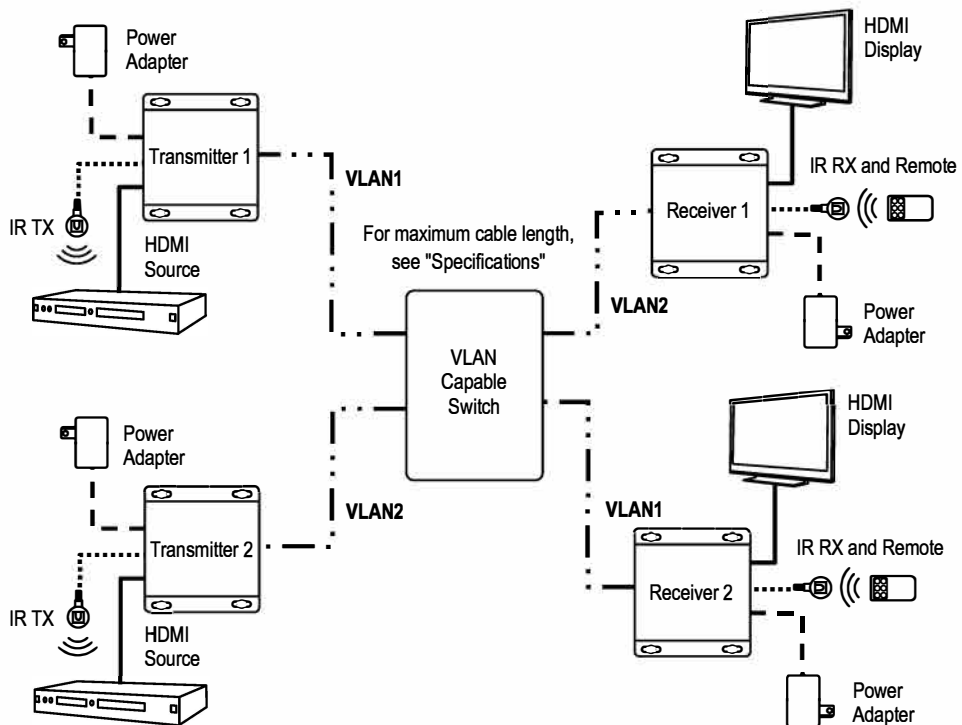 Power
Adapter
HDMI
Display
Transmitter 1
VLAN1
IR RX and Remote
Receiver 1
IR TX
HDMI
Source
For maximum cable length,
see "Specifications"
VLAN2
Power
Adapter
VLAN
Capable
Switch
HDMI
Display
Power
Adapter
VLAN2
VLAN1
Transmitter 2
IR RX and Remote
Receiver 2
IR TX
HDMI
Source
Power
Adapter